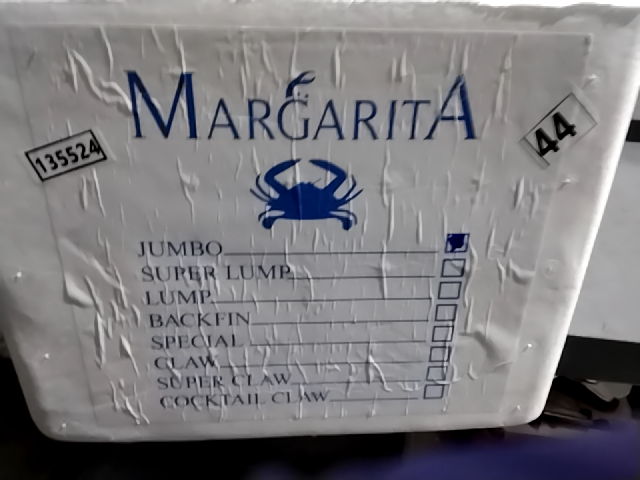 MARGARITA
135524
44
JUMBO
SUPER LUMP
LUMP
BACKFIN
SPECIAL
CLAW
SUPER CLAW
COCKTAIL CLAW